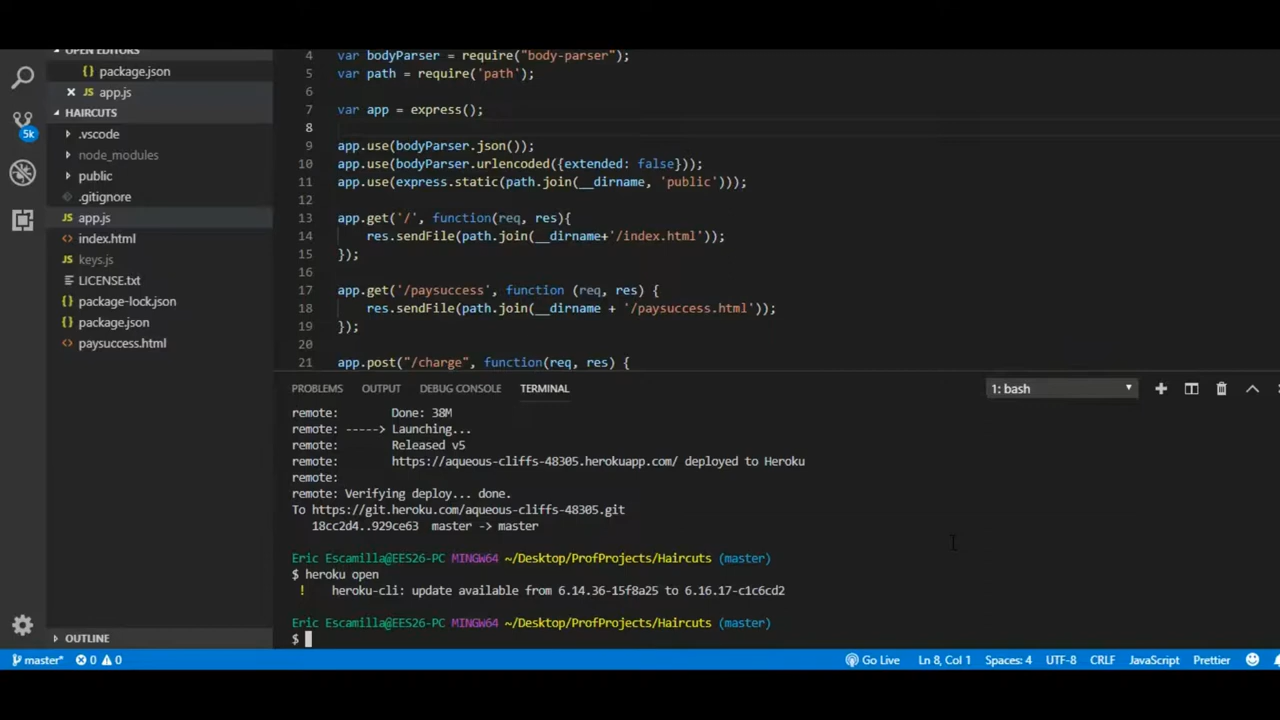 OPEN EDITORS
package.json
app.js
HAIRCUTS
.vscode
node_modules
public
.gitignore
app.js
index.html
keys.js
LICENSE.txt
package-lock.json
package.json
paysuccess.html
OUTLINE
5k
4 var bodyParser = require("body-parser");
5 var path = require('path');
6
7 var app = express();
8
9 app.use(bodyParser.json());
10 app.use(bodyParser.urlencoded({extended: false}));
11 app.use(express.static(path.join(__dirname, 'public')));
12
13 app.get('/', function(req, res){
14 res.sendFile(path.join(__dirname+'/index.html'));
15 });
16
17 app.get('/paysuccess', function (req, res) {
18 res.sendFile(path.join(__dirname + '/paysuccess.html'));
19 });
20
21 app.post("/charge", function(req, res) {
PROBLEMS OUTPUT DEBUG CONSOLE TERMINAL 1: bash
remote: Done: 38M
remote: -----> Launching...
remote: Released v5
remote: https://aqueous-cliffs-48305.herokuapp.com/ deployed to Heroku
remote:
remote: Verifying deploy... done.
To https://git.heroku.com/aqueous-cliffs-48305.git
18cc2d4..929ce63 master -> master
Eric Escamilla@EES26-PC MINGW64 ~/Desktop/ProfProjects/Haircuts (master)
$ heroku open
! heroku-cli: update available from 6.14.36-15f8a25 to 6.16.17-c1c6cd2
Eric Escamilla@EES26-PC MINGW64 ~/Desktop/ProfProjects/Haircuts (master)
$
master* 0 0 Go Live Ln 8, Col 1 Spaces: 4 UTF-8 CRLF JavaScript Prettier